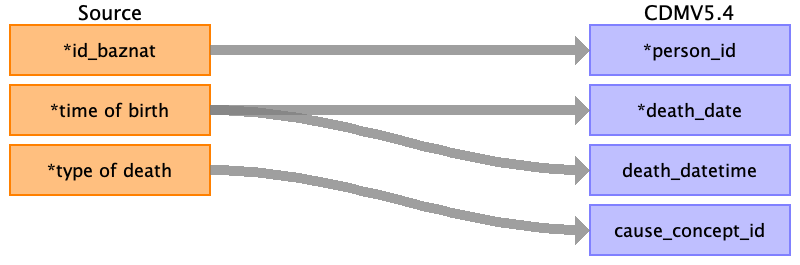 Source
CDMV5.4
*id_baznat
*person_id
*time of birth
*death_date
*type of death
death_datetime
cause_concept_id